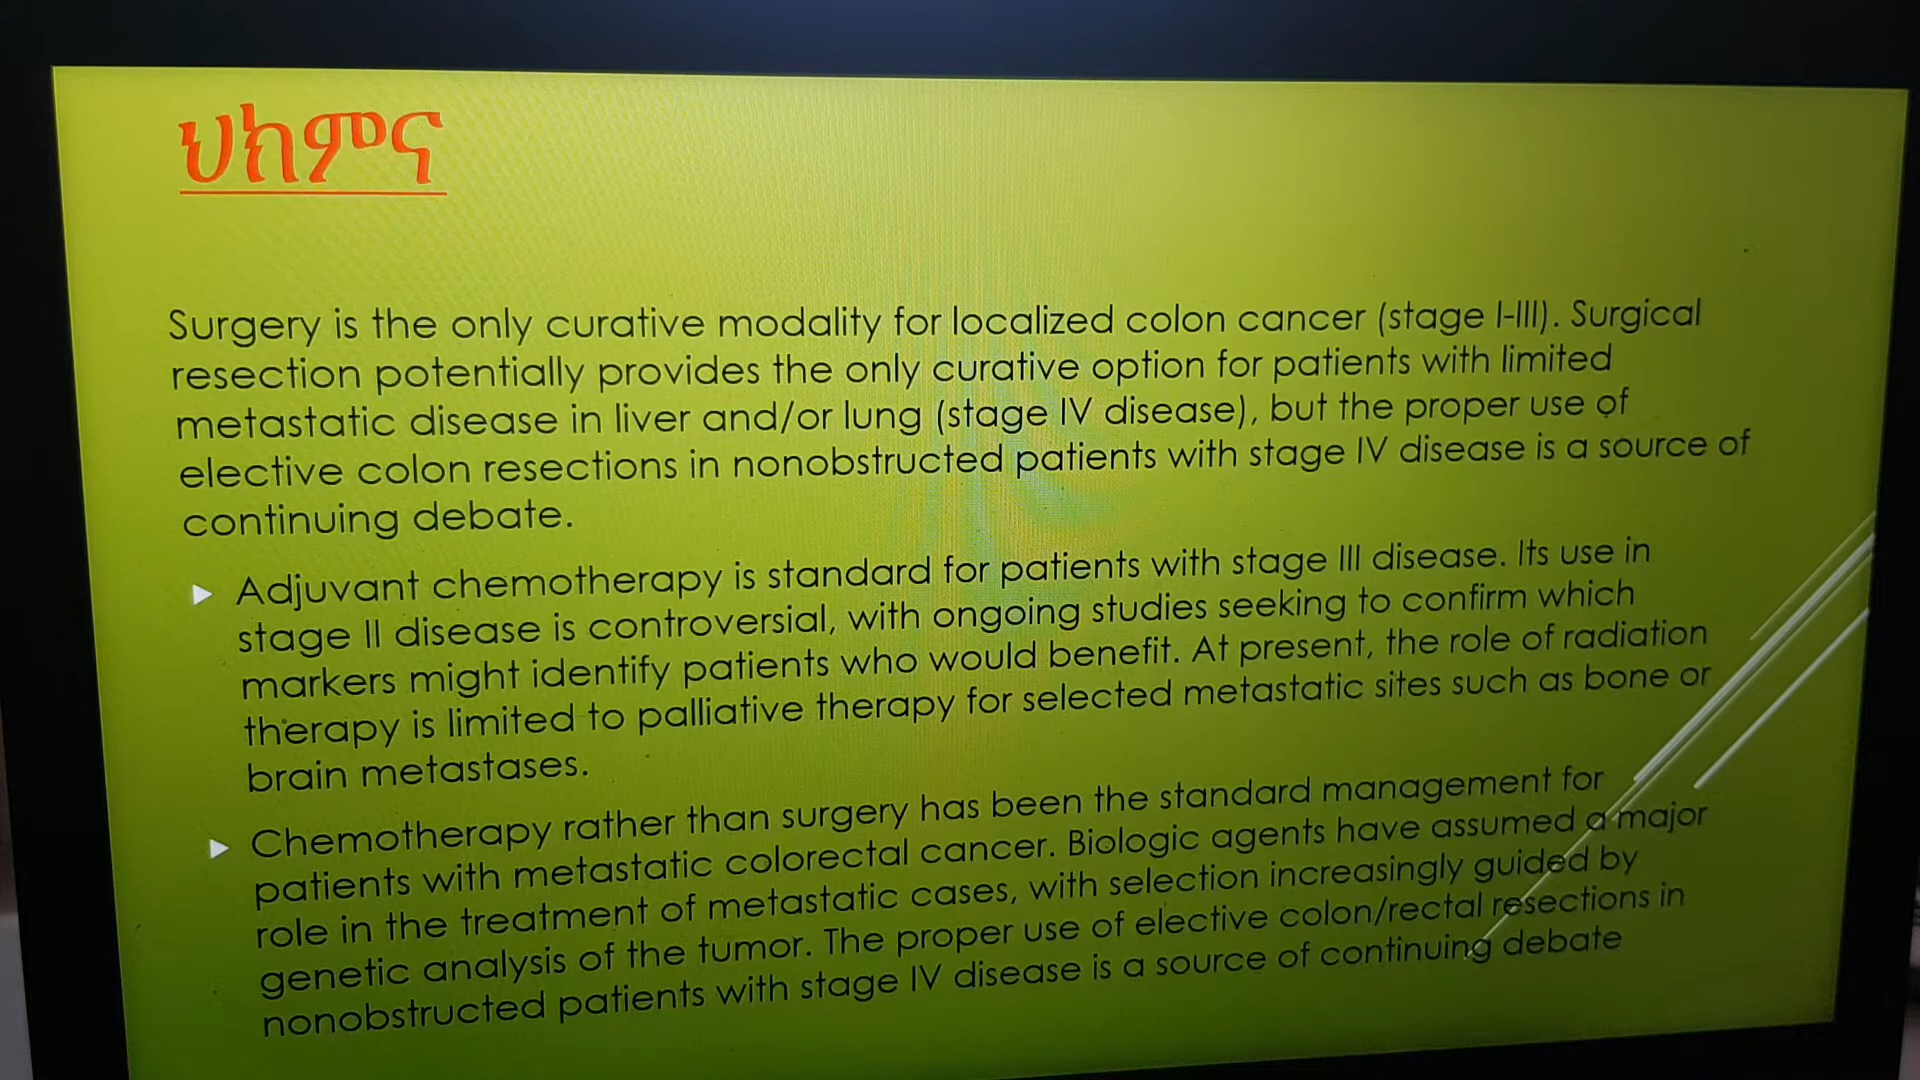 ህክምና
Surgery is the only curative modality for localized colon cancer (stage I-III). Surgical
resection potentially provides the only curative option for patients with limited
metastatic disease in liver and/or lung (stage IV disease), but the proper use of
elective colon resections in nonobstructed patients with stage IV disease is a source of
continuing debate.
Adjuvant chemotherapy is standard for patients with stage III disease. Its use in
stage II disease is controversial, with ongoing studies seeking to confirm which
markers might identify patients who would benefit. At present, the role of radiation
therapy is limited to palliative therapy for selected metastatic sites such as bone or
brain metastases.
Chemotherapy rather than surgery has been the standard management for
patients with metastatic colorectal cancer. Biologic agents have assumed a major
role in the treatment of metastatic cases, with selection increasingly guided by
genetic analysis of the tumor. The proper use of elective colon/rectal resections in
nonobstructed patients with stage IV disease is a source of continuing debate